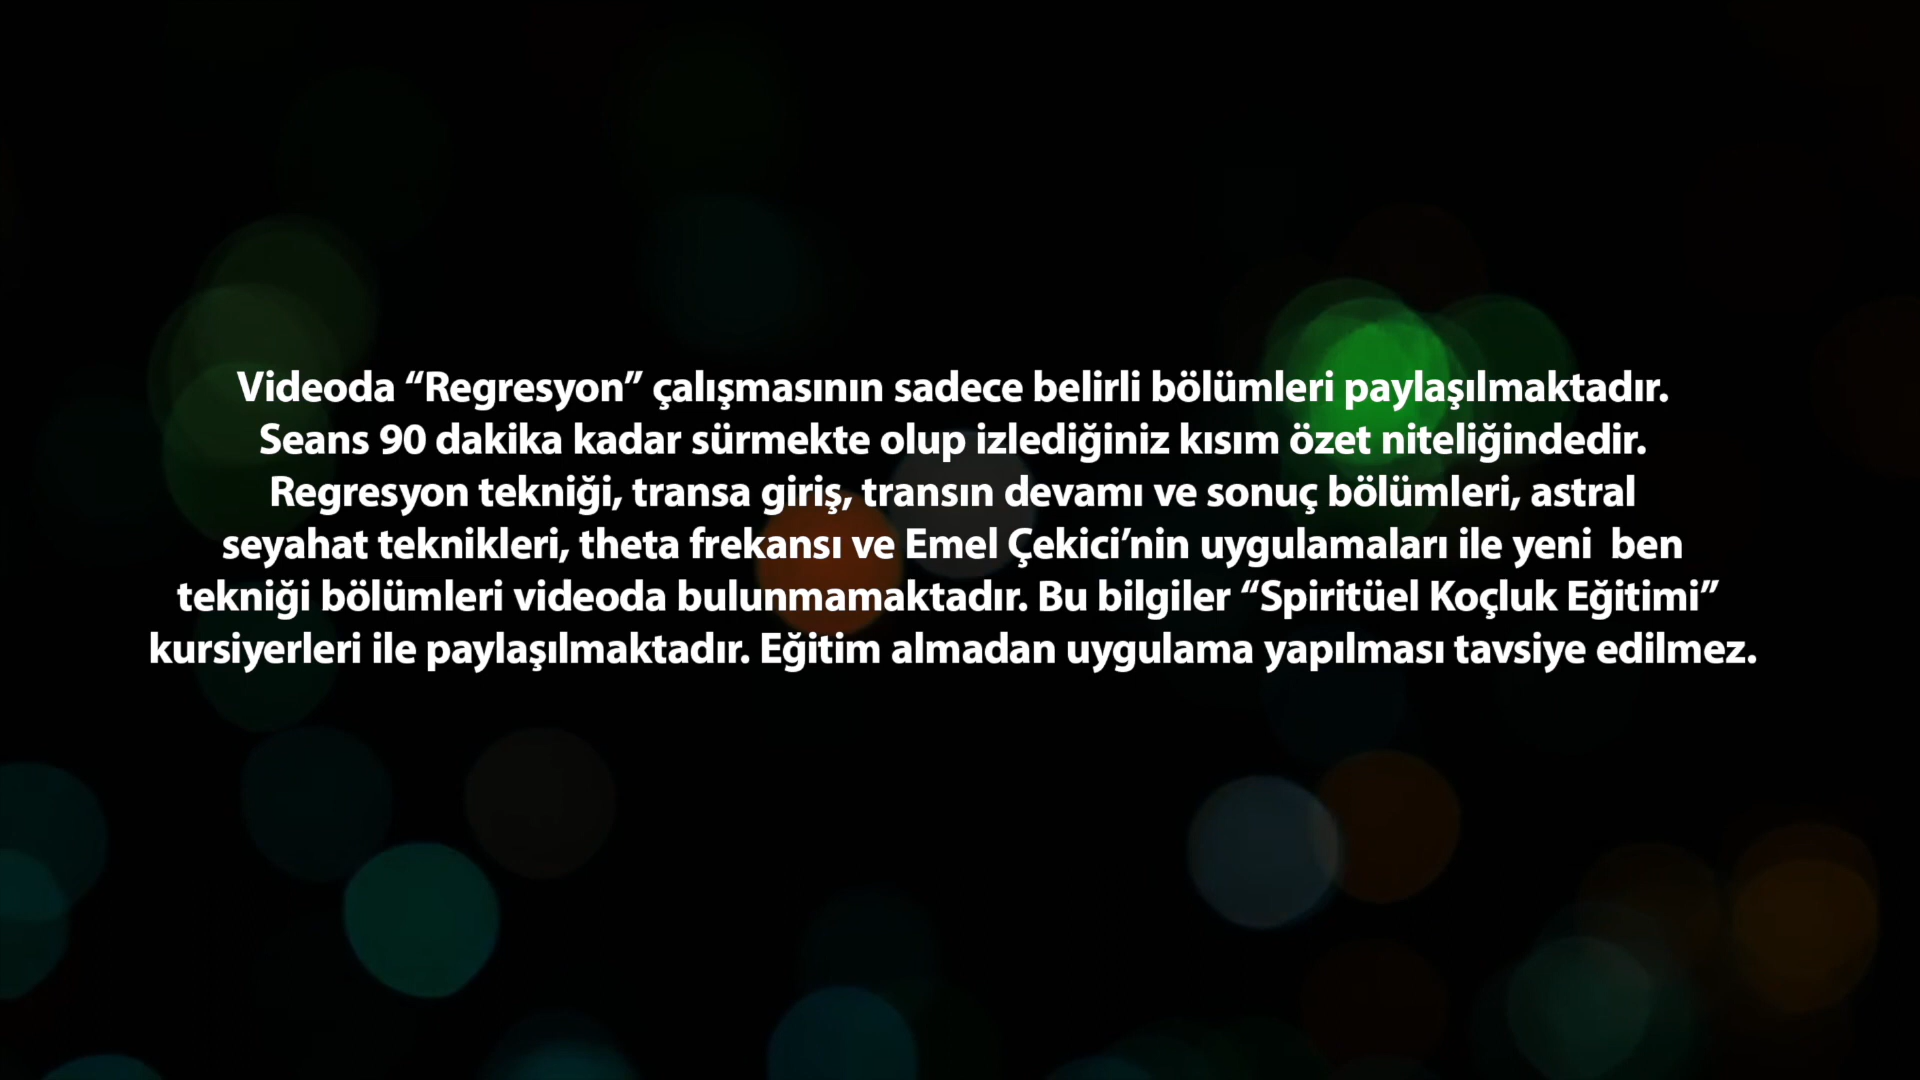 Videoda “Regresyon” çalışmasının sadece belirli bölümleri paylaşılmaktadır.
Seans 90 dakika kadar sürmekte olup izlediğiniz kısım özet niteliğindedir.
Regresyon tekniği, transa giriş, transın devamı ve sonuç bölümleri, astral
seyahat teknikleri, theta frekansı ve Emel Çekici’nin uygulamaları ile yeni  ben
tekniği bölümleri videoda bulunmamaktadır. Bu bilgiler “Spiritüel Koçluk Eğitimi”
kursiyerleri ile paylaşılmaktadır. Eğitim almadan uygulama yapılması tavsiye edilmez.